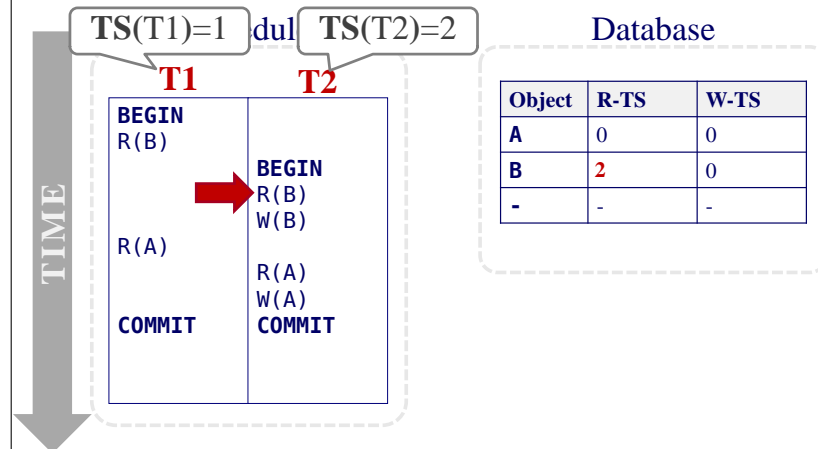 TS(T1)=1 TS(T2)=2 Database
T1 T2
BEGIN
R(B)
BEGIN
R(B)
W(B)
R(A)
R(A)
W(A)
COMMIT COMMIT
TIME
Object R-TS W-TS
A 0 0
B 2 0
- - -